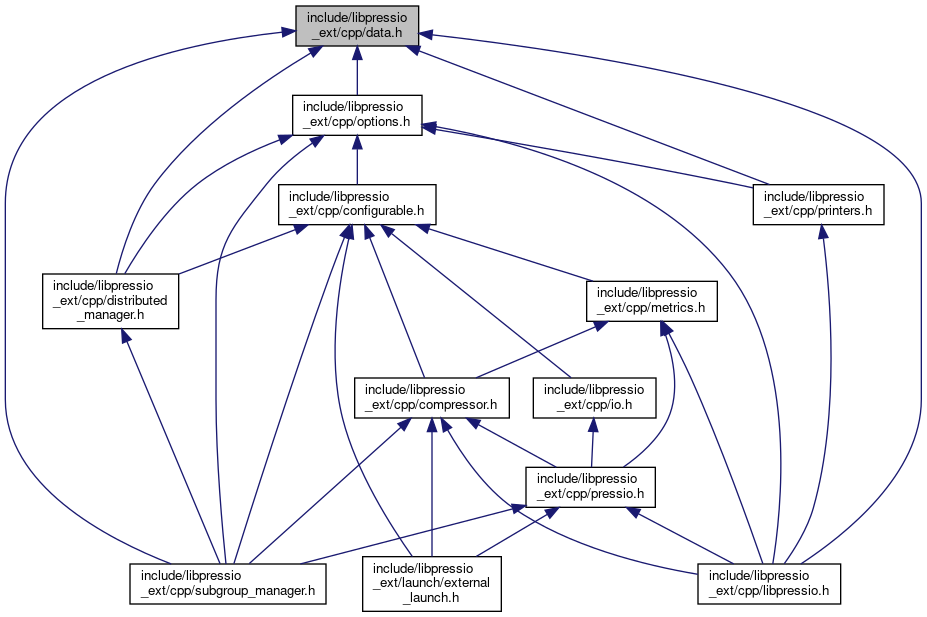 include/libpressio
_ext/cpp/data.h
include/libpressio
_ext/cpp/options.h
include/libpressio
_ext/cpp/configurable.h
include/libpressio
_ext/cpp/printers.h
include/libpressio
_ext/cpp/distributed
_manager.h
include/libpressio
_ext/cpp/metrics.h
include/libpressio
_ext/cpp/compressor.h
include/libpressio
_ext/cpp/io.h
include/libpressio
_ext/cpp/pressio.h
include/libpressio
_ext/cpp/subgroup_manager.h
include/libpressio
_ext/launch/external
_launch.h
include/libpressio
_ext/cpp/libpressio.h